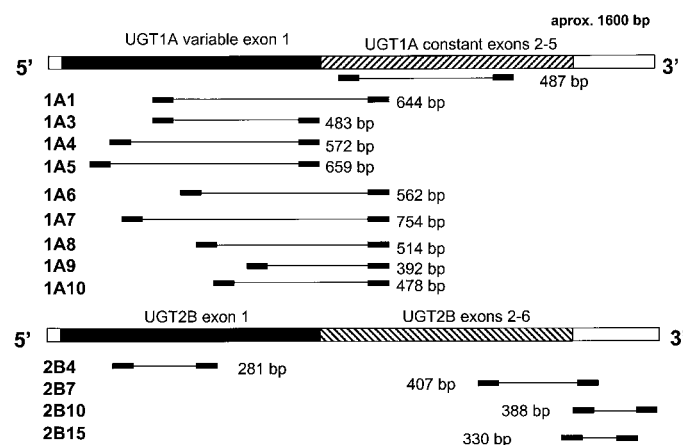 aprox. 1600 bp
UGT1A variable exon 1 UGT1A constant exons 2-5
5' 3'
487 bp
1A1 644 bp
1A3 483 bp
1A4 572 bp
1A5 659 bp
1A6 562 bp
1A7 754 bp
1A8 514 bp
1A9 392 bp
1A10 478 bp
UGT2B exon 1 UGT2B exons 2-6
5' 3
2B4 281 bp
2B7 407 bp
2B10 388 bp
2B15 330 bp